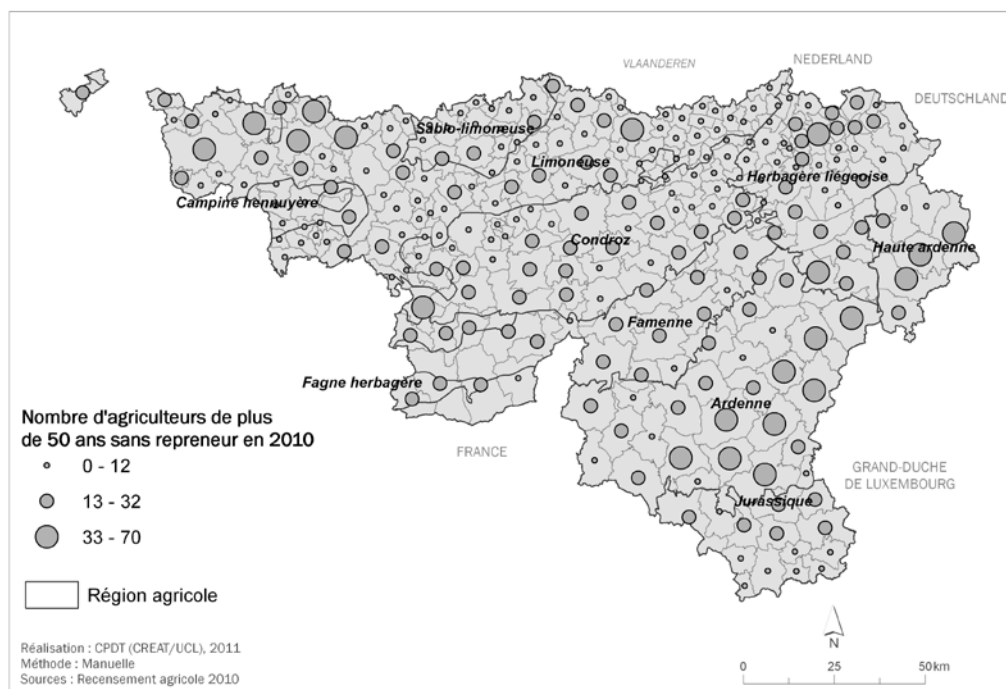 VLAANDEREN
NEDERLAND
DEUTSCHLAND
Sablo-limoneuse
Limoneuse
Herbagère liégeoise
Campine hennuyère
Condroz
Haute ardenne
Famenne
Fagne herbagère
Ardenne
FRANCE
GRAND-DUCHE
DE LUXEMBOURG
Jurassique
Nombre d'agriculteurs de plus
de 50 ans sans repreneur en 2010
0 - 12
13 - 32
33 - 70
Région agricole
Réalisation : CPDT (CREAT/UCL), 2011
Méthode : Manuelle
Sources : Recensement agricole 2010
N
0 25 50km